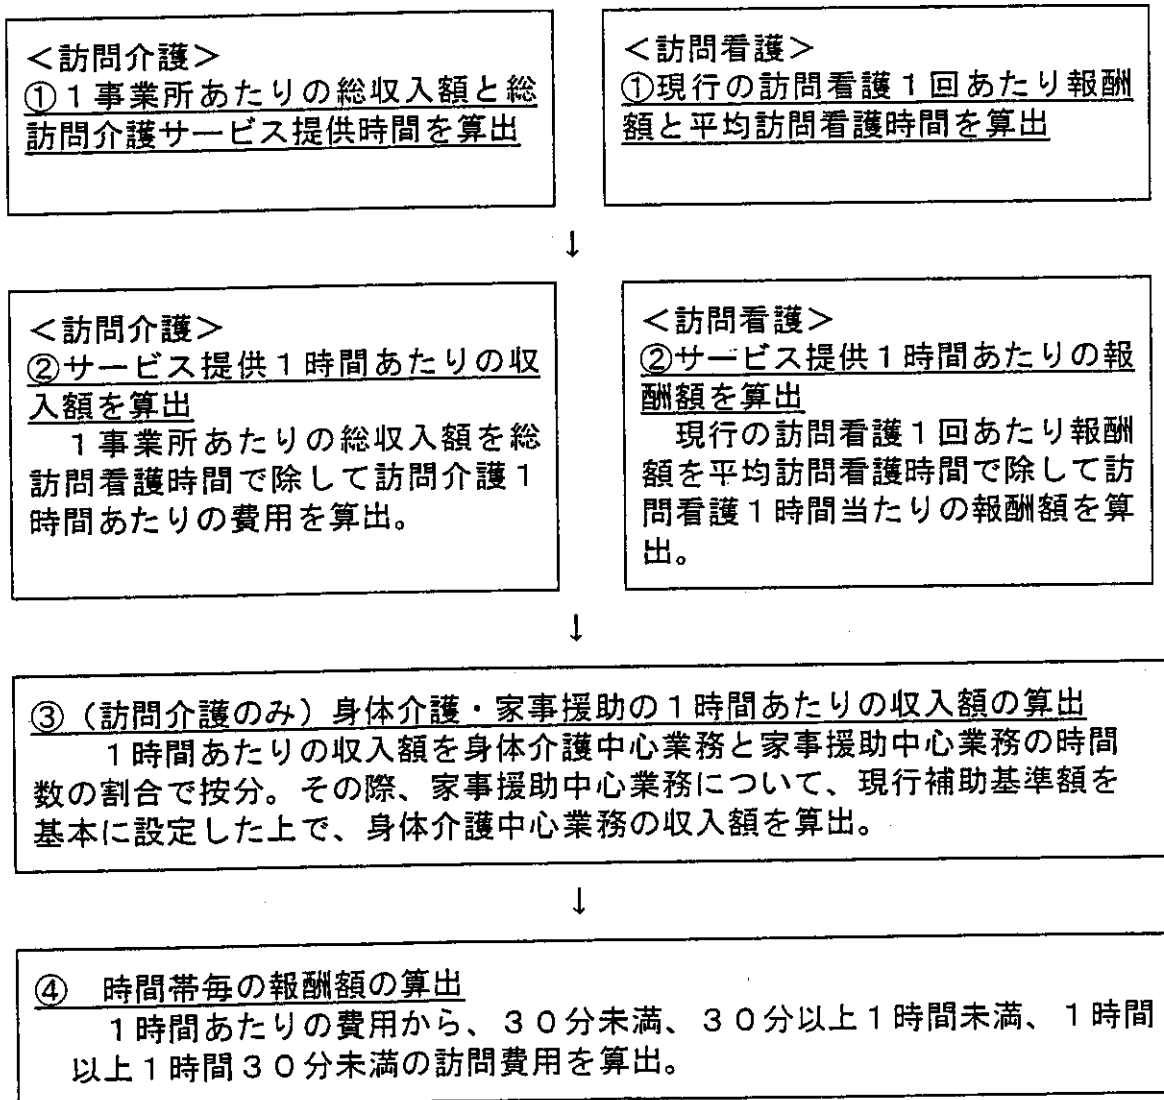 <訪問介護>
①1事業所あたりの総収入額と総
訪問介護サービス提供時間を算出
<訪問看護>
①現行の訪問看護1回あたり報酬
額と平均訪問看護時間を算出
↓
<訪問介護>
②サービス提供1時間あたりの収
入額を算出
1事業所あたりの総収入額を総
訪問看護時間で除して訪問介護1
時間あたりの費用を算出。
<訪問看護>
②サービス提供1時間あたりの報
酬額を算出
現行の訪問看護1回あたり報酬
額を平均訪問看護時間で除して訪
問看護1時間当たりの報酬額を算
出。
↓
③(訪問介護のみ)身体介護・家事援助の1時間あたりの収入額の算出
1時間あたりの収入額を身体介護中心業務と家事援助中心業務の時間
数の割合で按分。その際、家事援助中心業務について、現行補助基準額を
基本に設定した上で、身体介護中心業務の収入額を算出。
↓
④ 時間帯毎の報酬額の算出
1時間あたりの費用から、30分未満、30分以上1時間未満、1時間
以上1時間30分未満の訪問費用を算出。